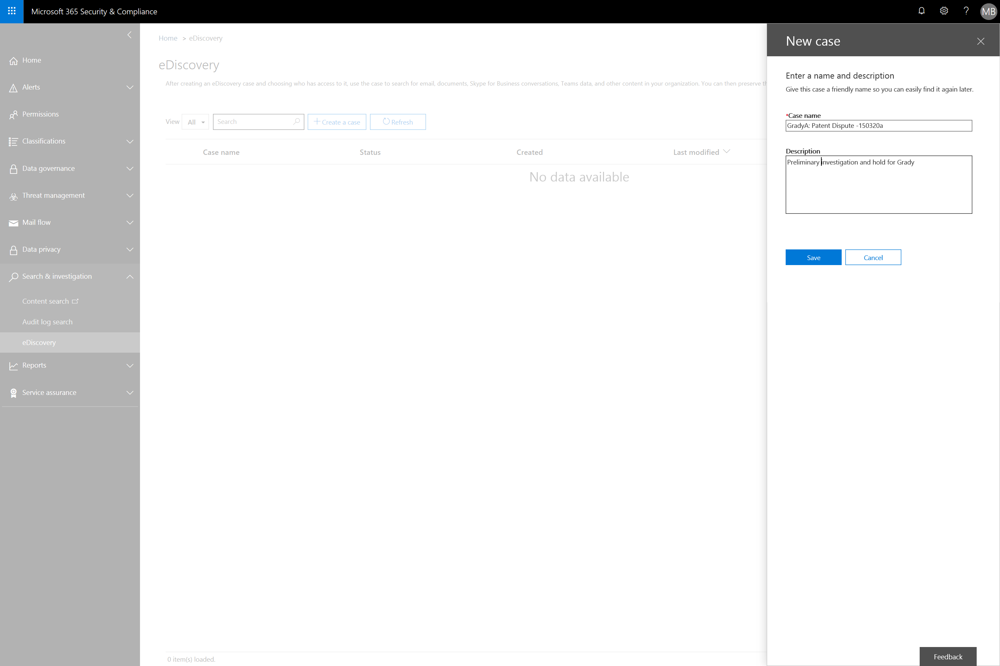 Microsoft 365 Security & Compliance
?
MB
Home
Alerts
Permissions
Classifications
Data governance
Threat management
Mail flow
Data privacy
Search & investigation
Content search
Audit log search
eDiscovery
Reports
Service assurance
Home > eDiscovery
eDiscovery
After creating an eDiscovery case and choosing who has access to it, use the case to search for email, documents, Skype for Business conversations, Teams data, and other content in your organization. You can then preserve th
View All Search Create a case Refresh
Case name Status Created Last modified
No data available
0 item(s) loaded.
New case
Enter a name and description
Give this case a friendly name so you can easily find it again later.
*Case name
GradyA: Patent Dispute -150320a
Description
Preliminary investigation and hold for Grady
Save Cancel
Feedback